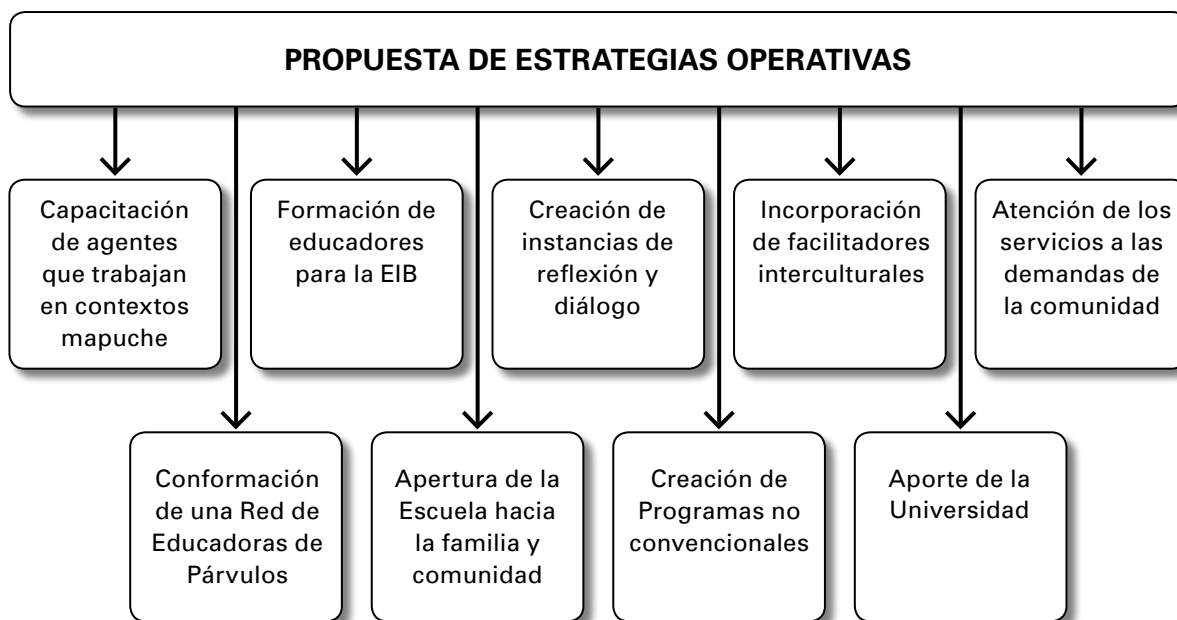 PROPUESTA DE ESTRATEGIAS OPERATIVAS
Capacitación
de agentes
que trabajan
en contextos
mapuche
Formación de
educadores
para la EIB
Creación de
instancias de
reflexión y
diálogo
Incorporación
de facilitadores
interculturales
Atención de los
servicios a las
demandas de
la comunidad
Conformación
de una Red de
Educadoras de
Párvulos
Apertura de la
Escuela hacia
la familia y
comunidad
Creación de
Programas no
convencionales
Aporte de la
Universidad